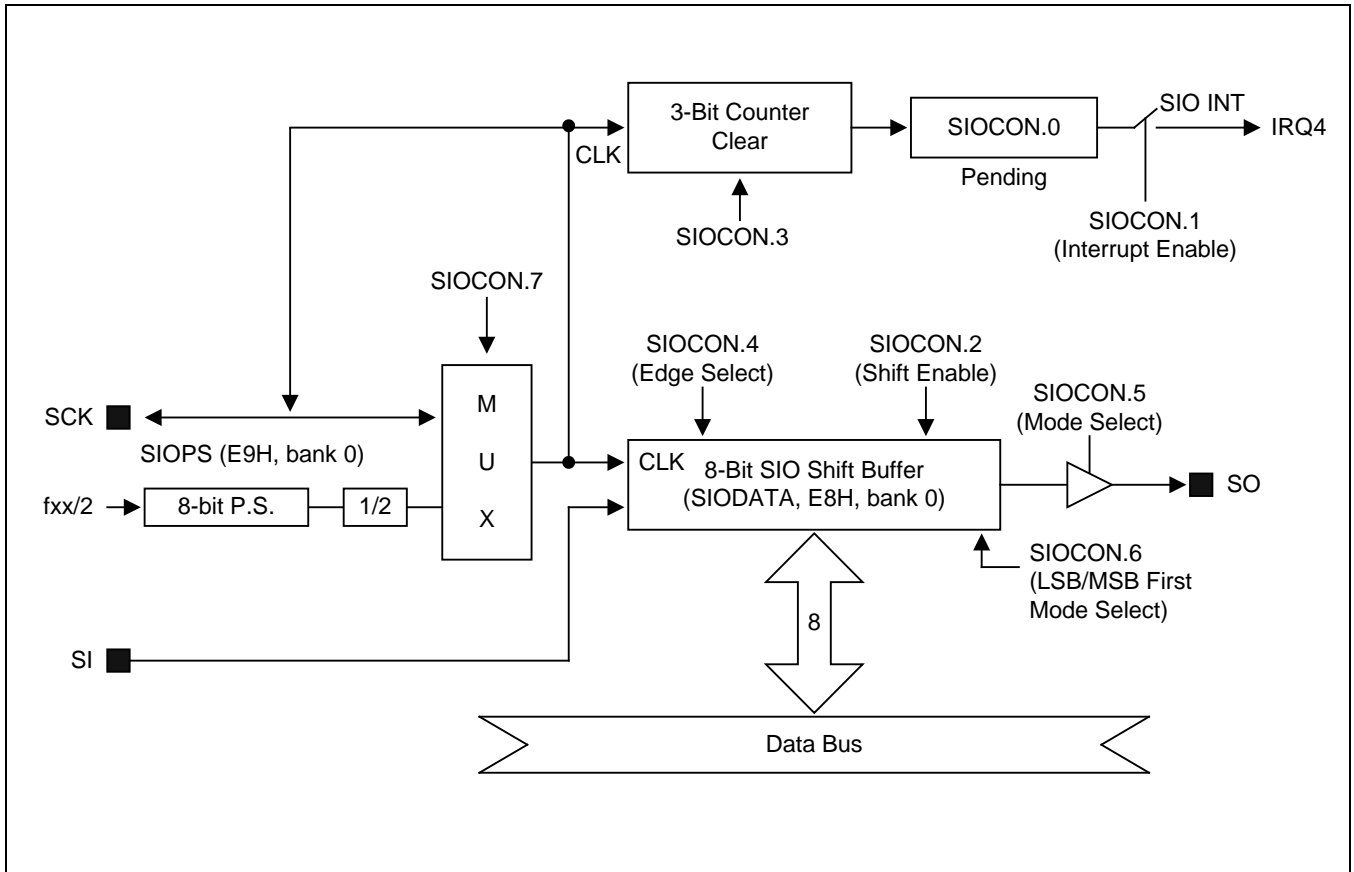 3-Bit Counter
Clear
CLK
SIOCON.3
SIOCON.0
Pending
SIO INT
IRQ4
SIOCON.1
(Interrupt Enable)
SIOCON.7
SIOCON.4
(Edge Select)
SIOCON.2
(Shift Enable)
SIOCON.5
(Mode Select)
SCK
SIOPS (E9H, bank 0)
fxx/2
8-bit P.S.
1/2
M
U
X
CLK
8-Bit SIO Shift Buffer
(SIODATA, E8H, bank 0)
SO
SIOCON.6
(LSB/MSB First
Mode Select)
8
SI
Data Bus